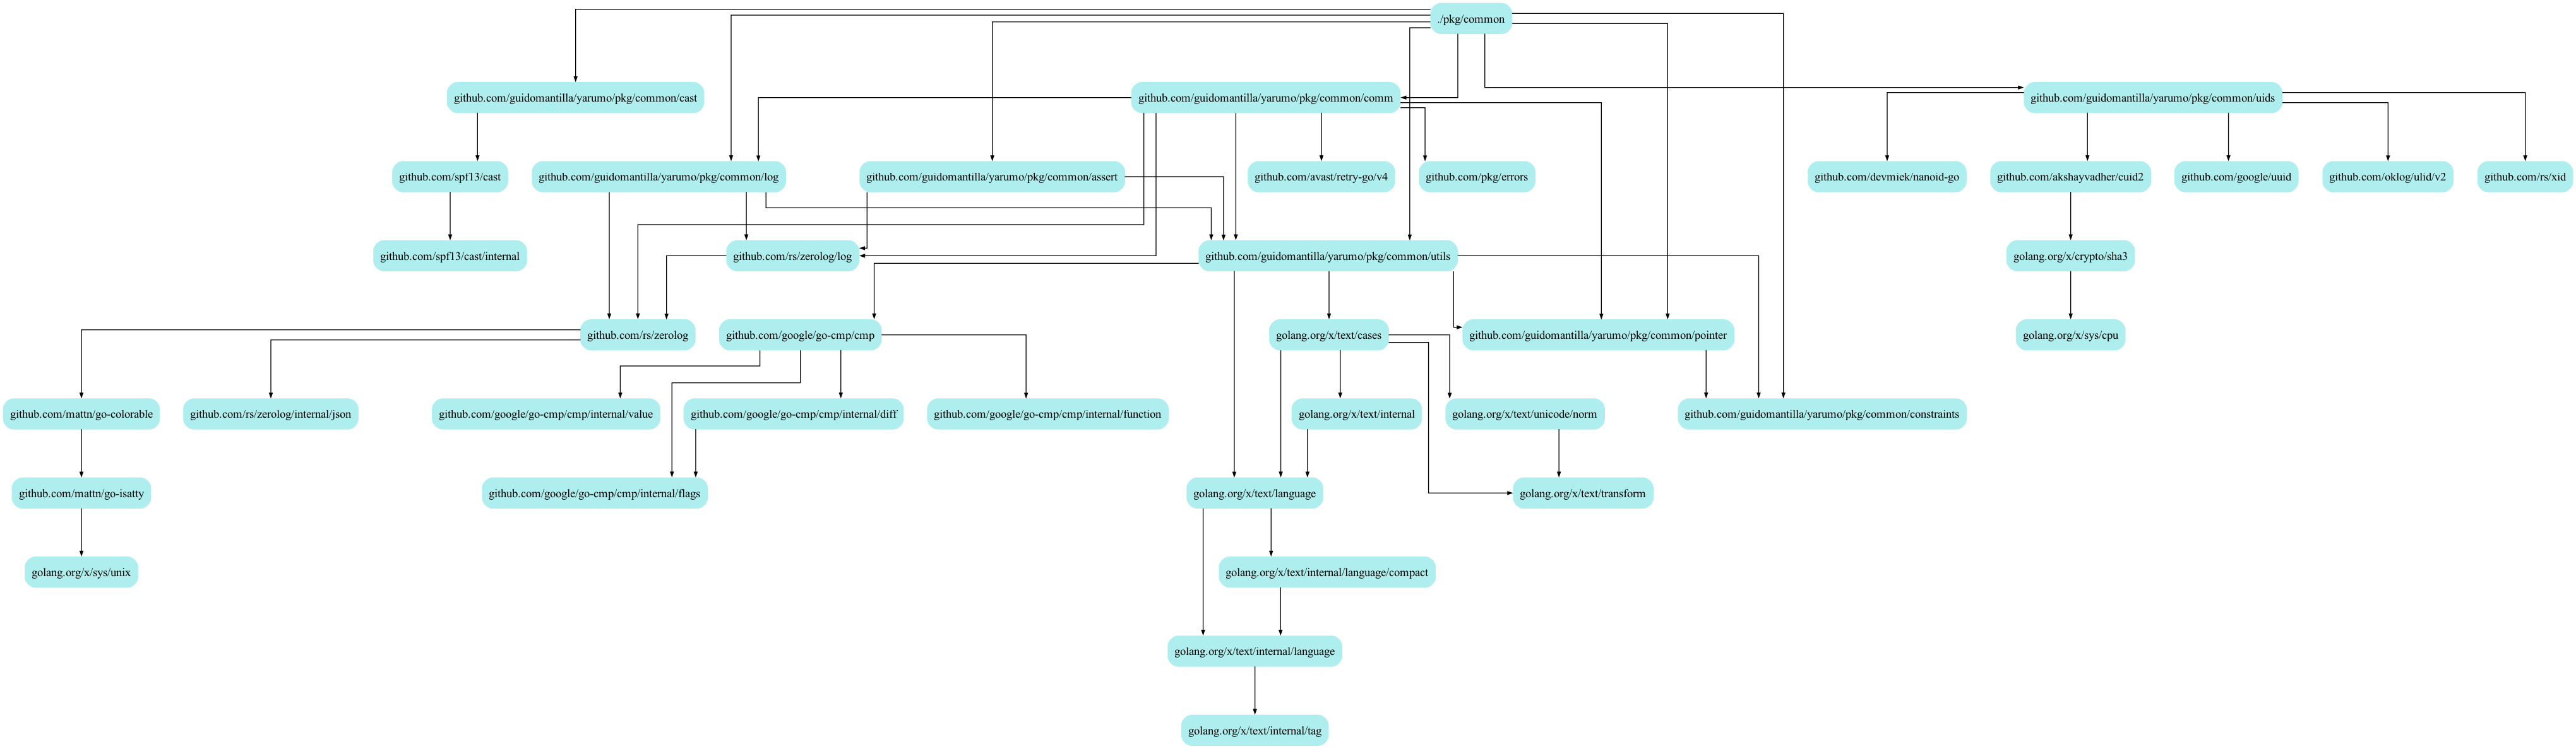 ./pkg/common
github.com/guidomantilla/yarumo/pkg/common/cast
github.com/guidomantilla/yarumo/pkg/common/comm
github.com/guidomantilla/yarumo/pkg/common/uids
github.com/spf13/cast
github.com/guidomantilla/yarumo/pkg/common/log
github.com/guidomantilla/yarumo/pkg/common/assert
github.com/avast/retry-go/v4
github.com/pkg/errors
github.com/devmiek/nanoid-go
github.com/akshayvadher/cuid2
github.com/google/uuid
github.com/oklog/ulid/v2
github.com/rs/xid
github.com/spf13/cast/internal
github.com/rs/zerolog/log
github.com/guidomantilla/yarumo/pkg/common/utils
golang.org/x/crypto/sha3
github.com/rs/zerolog
github.com/google/go-cmp/cmp
golang.org/x/text/cases
github.com/guidomantilla/yarumo/pkg/common/pointer
golang.org/x/sys/cpu
github.com/mattn/go-colorable
github.com/rs/zerolog/internal/json
github.com/google/go-cmp/cmp/internal/value
github.com/google/go-cmp/cmp/internal/diff
github.com/google/go-cmp/cmp/internal/function
golang.org/x/text/internal
golang.org/x/text/unicode/norm
github.com/guidomantilla/yarumo/pkg/common/constraints
github.com/mattn/go-isatty
github.com/google/go-cmp/cmp/internal/flags
golang.org/x/text/language
golang.org/x/text/transform
golang.org/x/sys/unix
golang.org/x/text/internal/language/compact
golang.org/x/text/internal/language
golang.org/x/text/internal/tag